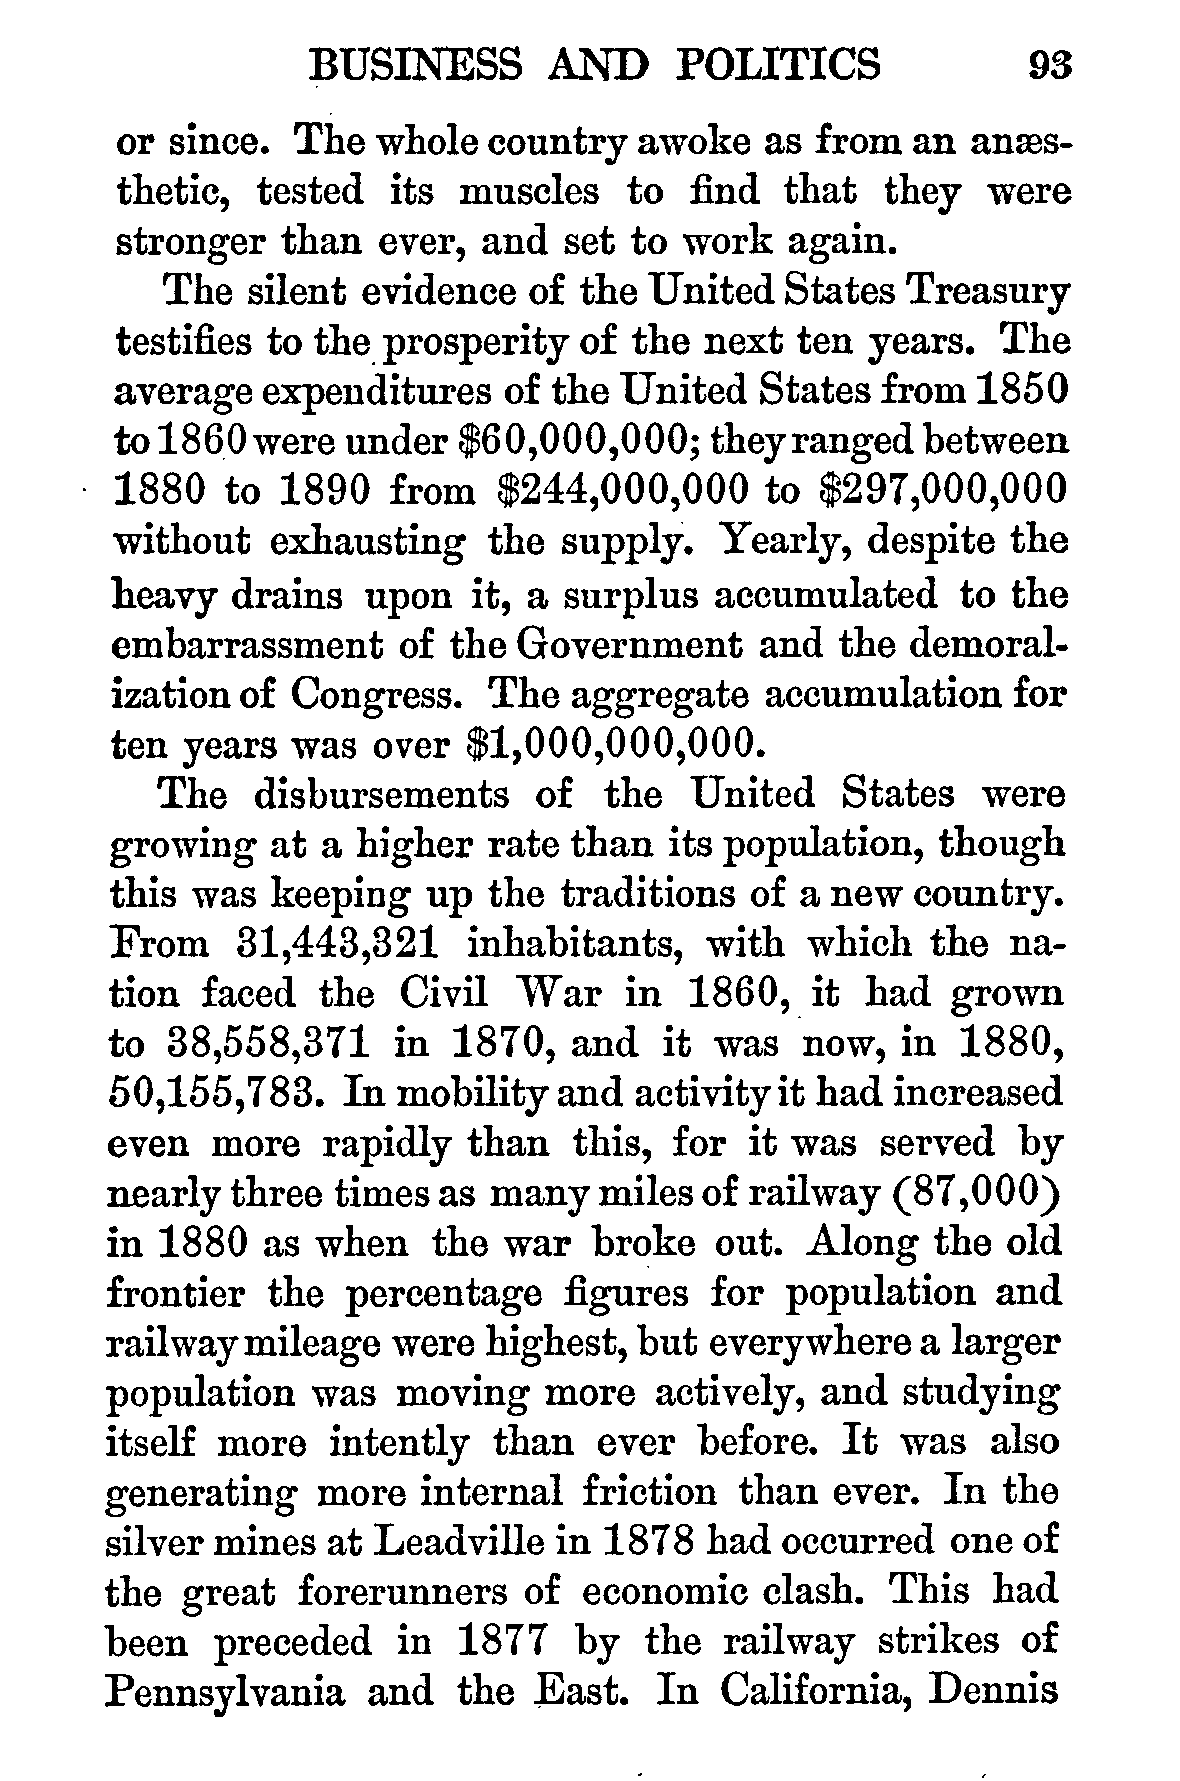 BUSINESS AND POLITICS 93
or since. The whole country awoke as from an anæs-
thetic, tested its muscles to find that they were
stronger than ever, and set to work again.
The silent evidence of the United States Treasury
testifies to the prosperity of the next ten years. The
average expenditures of the United States from 1850
to 1860 were under $60,000,000; they ranged between
1880 to 1890 from $244,000,000 to $297,000,000
without exhausting the supply. Yearly, despite the
heavy drains upon it, a surplus accumulated to the
embarrassment of the Government and the demoral-
ization of Congress. The aggregate accumulation for
ten years was over $1,000,000,000.
The disbursements of the United States were
growing at a higher rate than its population, though
this was keeping up the traditions of a new country.
From 31,443,321 inhabitants, with which the na-
tion faced the Civil War in 1860, it had grown
to 38,558,371 in 1870, and it was now, in 1880,
50,155,783. In mobility and activity it had increased
even more rapidly than this, for it was served by
nearly three times as many miles of railway (87,000)
in 1880 as when the war broke out. Along the old
frontier the percentage figures for population and
railway mileage were highest, but everywhere a larger
population was moving more actively, and studying
itself more intently than ever before. It was also
generating more internal friction than ever. In the
silver mines at Leadville in 1878 had occurred one of
the great forerunners of economic clash. This had
been preceded in 1877 by the railway strikes of
Pennsylvania and the East. In California, Dennis